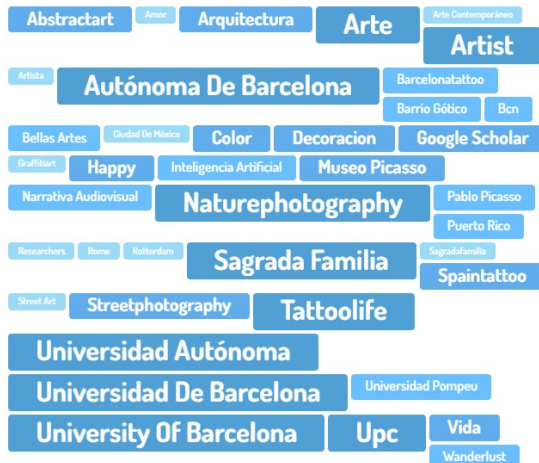 Abstractart Amor Arquitectura Arte Arte Contemporáneo
Artist
Artista Autónoma De Barcelona Barcelonatattoo
Barrio Gótico Bcn
Bellas Artes Ciudad De México Color Decoracion Google Scholar
Graffitiart Happy Inteligencia Artificial Museo Picasso
Narrativa Audiovisual Naturephotography Pablo Picasso
Puerto Rico
Researchers Rome Rotterdam Sagrada Familia Sagradafamilia
Spaintattoo
Street Art Streetphotography Tattoolife
Universidad Autónoma
Universidad De Barcelona Universidad Pompeu
University Of Barcelona Upc Vida
Wanderlust